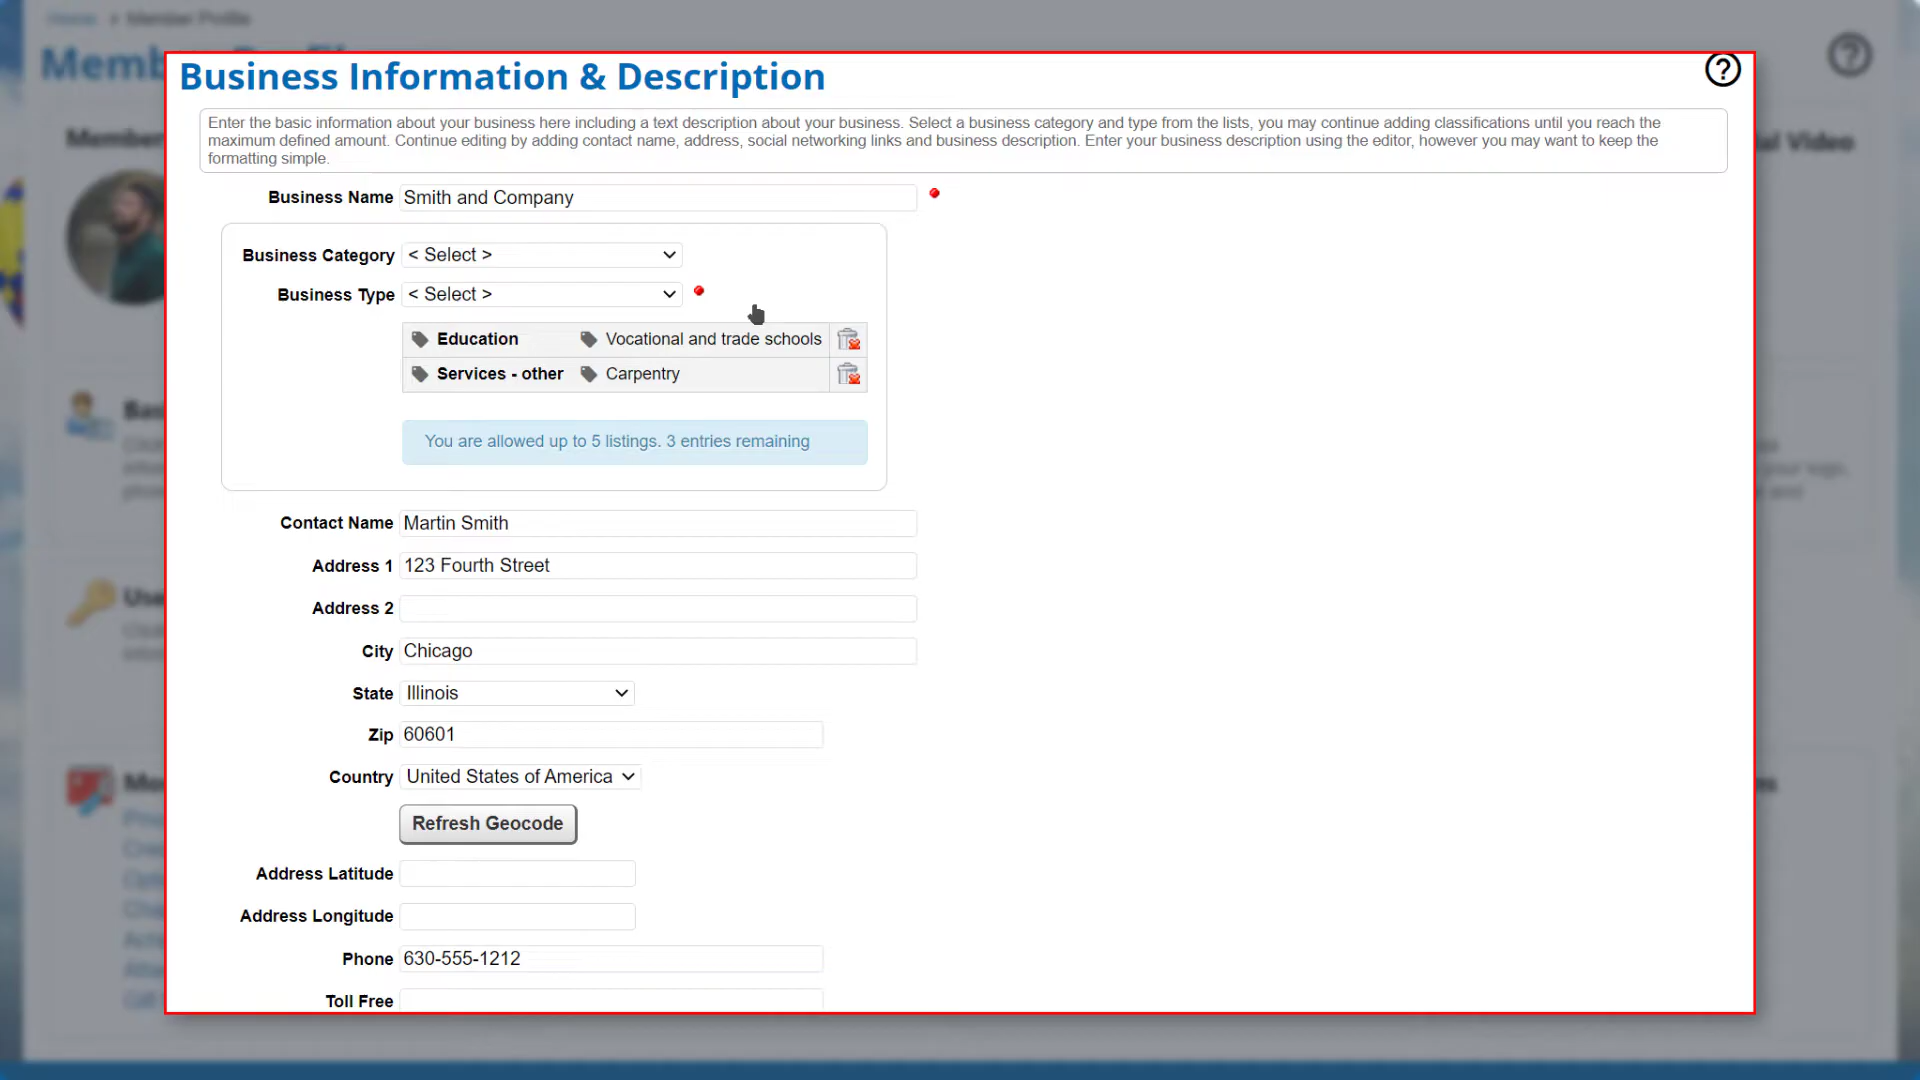 Home > Member Profile
Business Information & Description
Enter the basic information about your business here including a text description about your business. Select a business category and type from the lists, you may continue adding classifications until you reach the
maximum defined amount. Continue editing by adding contact name, address, social networking links and business description. Enter your business description using the editor, however you may want to keep the
formatting simple.
Business Name Smith and Company
Business Category < Select >
Business Type < Select >
Education Vocational and trade schools
Services - other Carpentry
You are allowed up to 5 listings. 3 entries remaining
Contact Name Martin Smith
Address 1 123 Fourth Street
Address 2
City Chicago
State Illinois
Zip 60601
Country United States of America
Refresh Geocode
Address Latitude
Address Longitude
Phone 630-555-1212
Toll Free